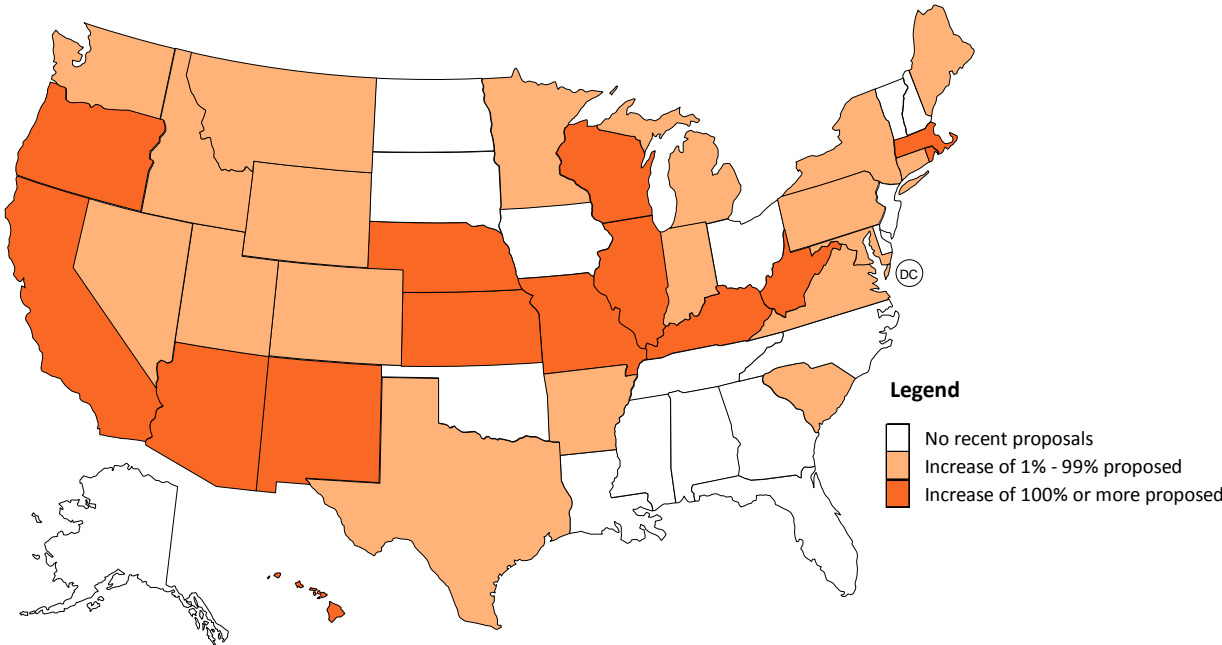 DC
Legend
No recent proposals
Increase of 1% - 99% proposed
Increase of 100% or more proposed